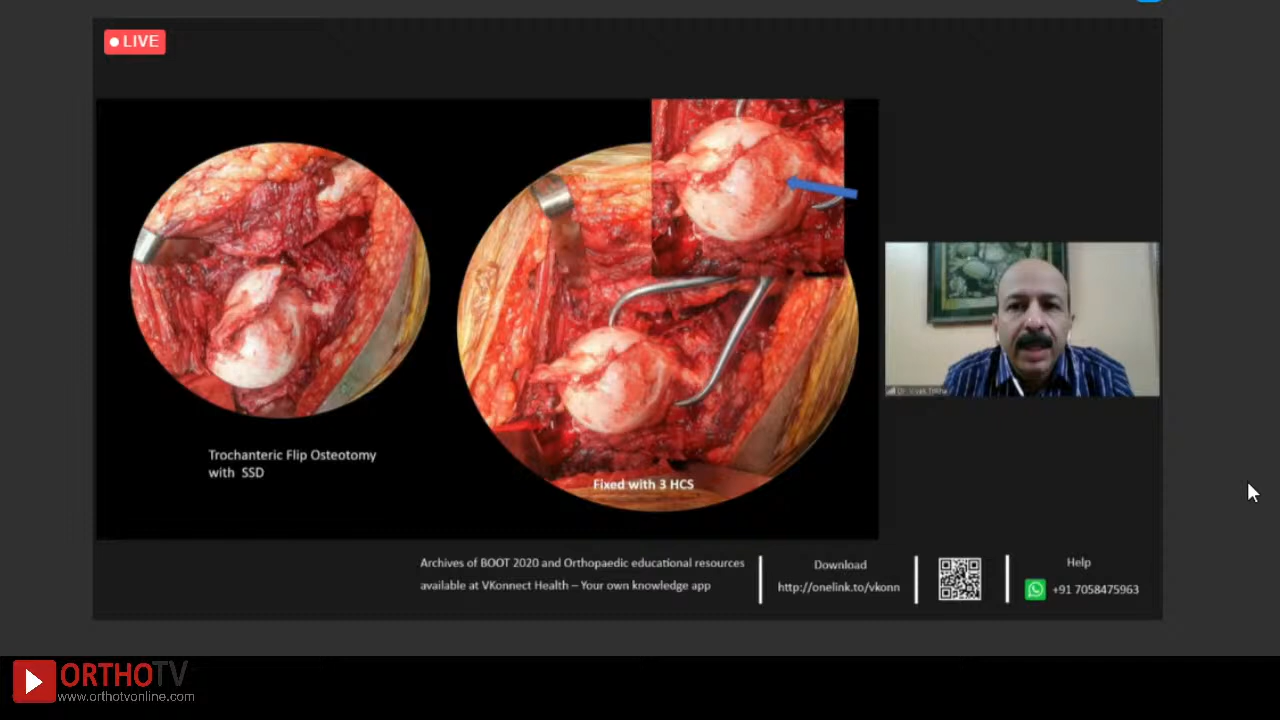 LIVE
Trochanteric Flip Osteotomy
with SSD
Fixed with 3 HCS
Archives of BOOT 2020 and Orthopaedic educational resources
available at VKonnect Health – Your own knowledge app
Download
http://onelink.to/vkonn
Help
+91 7058475963
ORTHOTV
www.orthotvonline.com